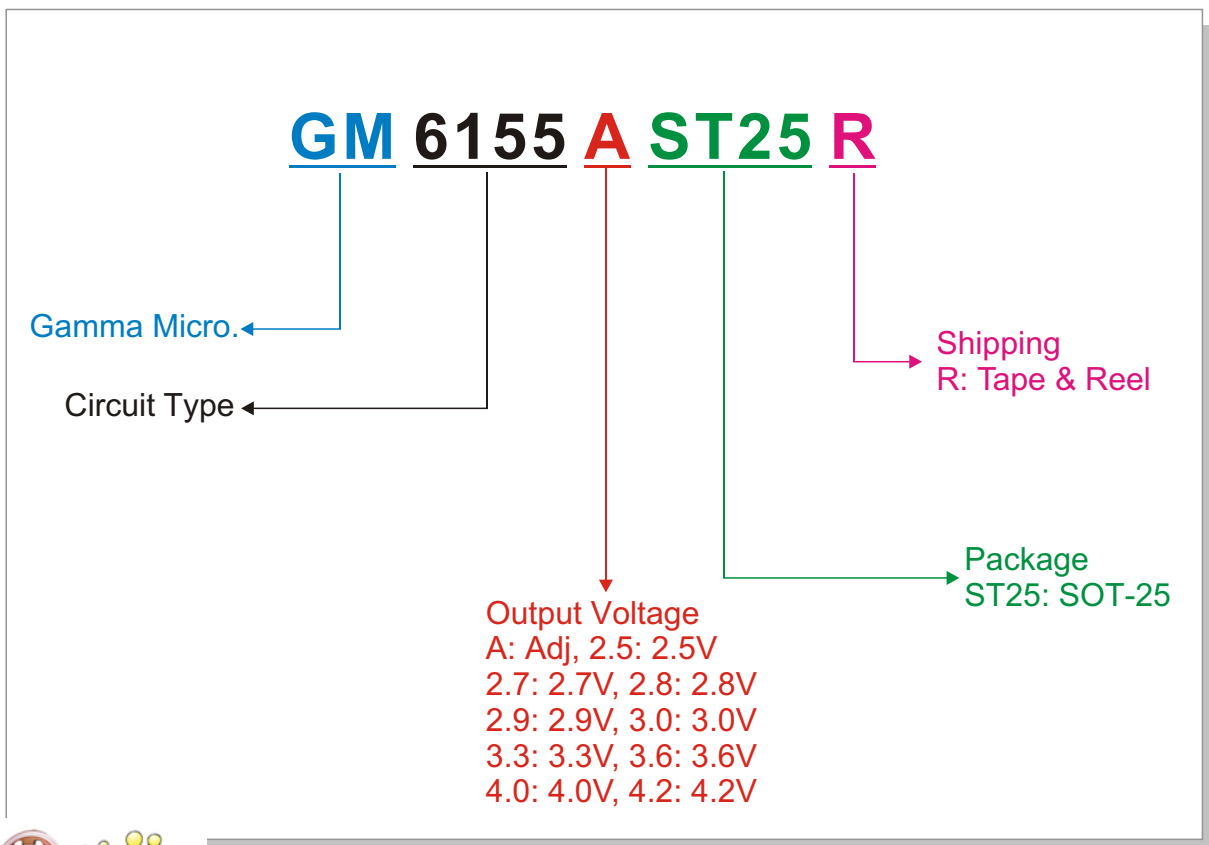 GM 6155 A ST25 R
Gamma Micro.
Circuit Type
Shipping
R: Tape & Reel
Package
ST25: SOT-25
Output Voltage
A: Adj, 2.5: 2.5V
2.7: 2.7V, 2.8: 2.8V
2.9: 2.9V, 3.0: 3.0V
3.3: 3.3V, 3.6: 3.6V
4.0: 4.0V, 4.2: 4.2V